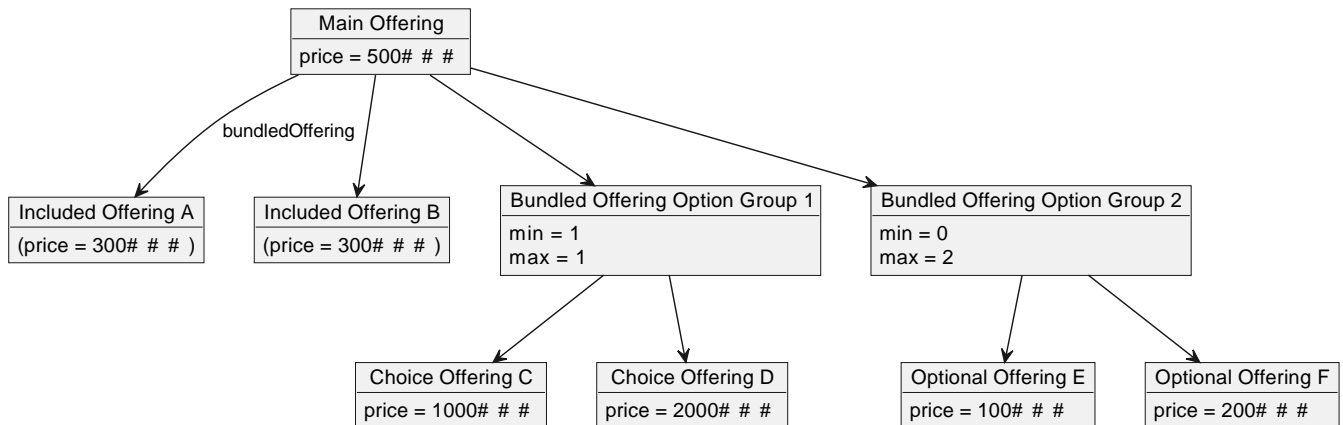 Main Offering
price = 500# # #
bundledOffering
Included Offering A
(price = 300# # # )
Included Offering B
(price = 300# # # )
Bundled Offering Option Group 1
min = 1
max = 1
Bundled Offering Option Group 2
min = 0
max = 2
Choice Offering C
price = 1000# # #
Choice Offering D
price = 2000# # #
Optional Offering E
price = 100# # #
Optional Offering F
price = 200# # #